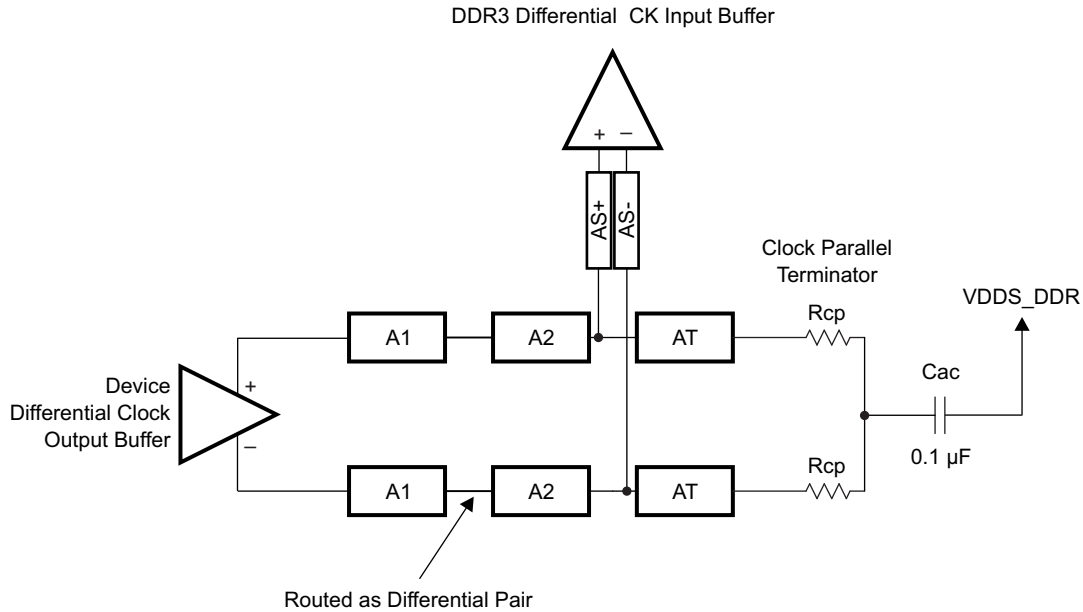 DDR3 Differential CK Input Buffer
+ −
AS+
AS-
Clock Parallel
Terminator
VDDS_DDR
Rcp
A1
A2
AT
Cac
Device
Differential Clock
Output Buffer
+
−
0.1 µF
Rcp
A1
A2
AT
Routed as Differential Pair